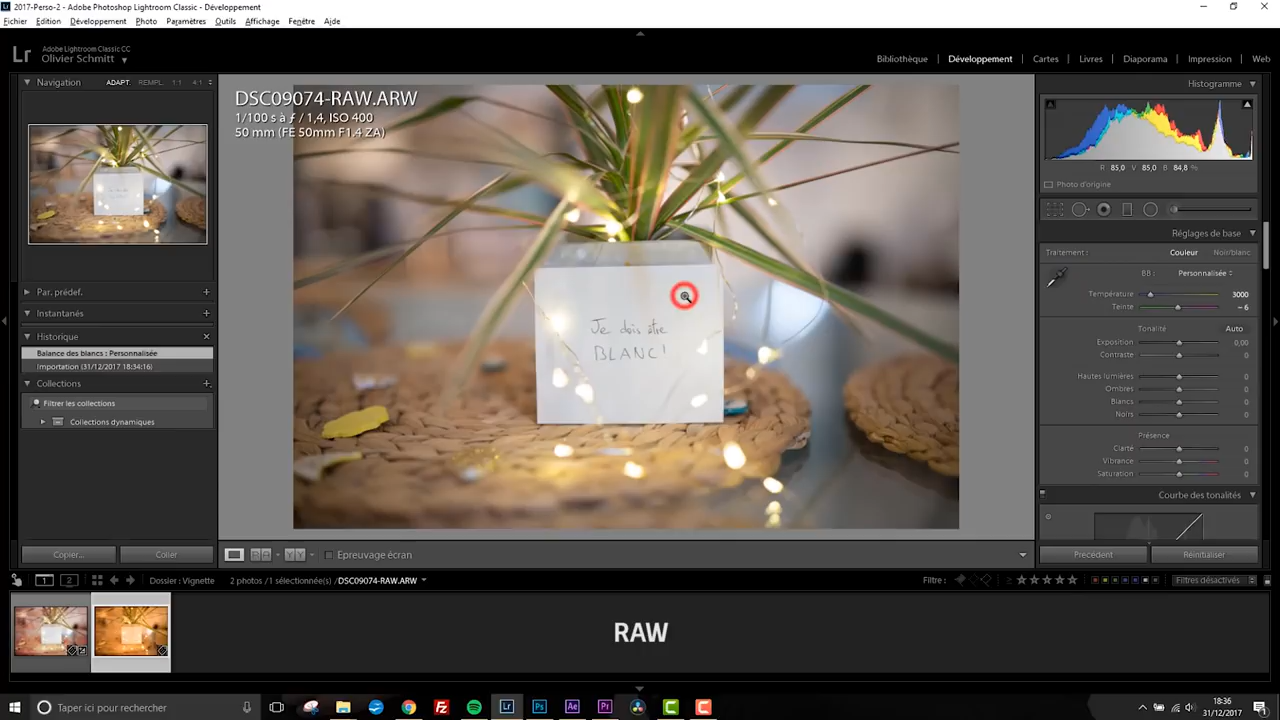 2017-Perso-2 - Adobe Photoshop Lightroom Classic - Développement
Fichier Edition Développement Photo Paramètres Outils Affichage Fenêtre Aide
Lr Adobe Lightroom Classic CC
Olivier Schmitt
Bibliothèque Développement Cartes Livres Diaporama Impression Web
Navigation ADAPT. REMPL. 1:1 4:1
Par. prédef.
Instantanés
Historique
Balance des blancs : Personnalisée
Importation (31/12/2017 18:34:16)
Collections
Filtrer les collections
Collections dynamiques
Copier... Coller
DSC09074-RAW.ARW
1/100 s à ƒ / 1,4, ISO 400
50 mm (FE 50mm F1.4 ZA)
Je dois être
BLANC!
Epreuvage écran
Histogramme
R 85,0 V 85,0 B 84,8 %
Photo d'origine
Réglages de base
Traitement : Couleur Noir/blanc
BB : Personnalisée
Température 3000
Teinte - 6
Tonalité Auto
Exposition 0,00
Contraste 0
Hautes lumières 0
Ombres 0
Blancs 0
Noirs 0
Présence
Clarté 0
Vibrance 0
Saturation 0
Courbe des tonalités
Précédent Réinitialiser
1 2 Dossier : Vignette 2 photos /1 sélectionnée(s) /DSC09074-RAW.ARW Filtre : Filtres désactivés
RAW
Taper ici pour rechercher
Lr Ps Ae Pr
18:36
31/12/2017